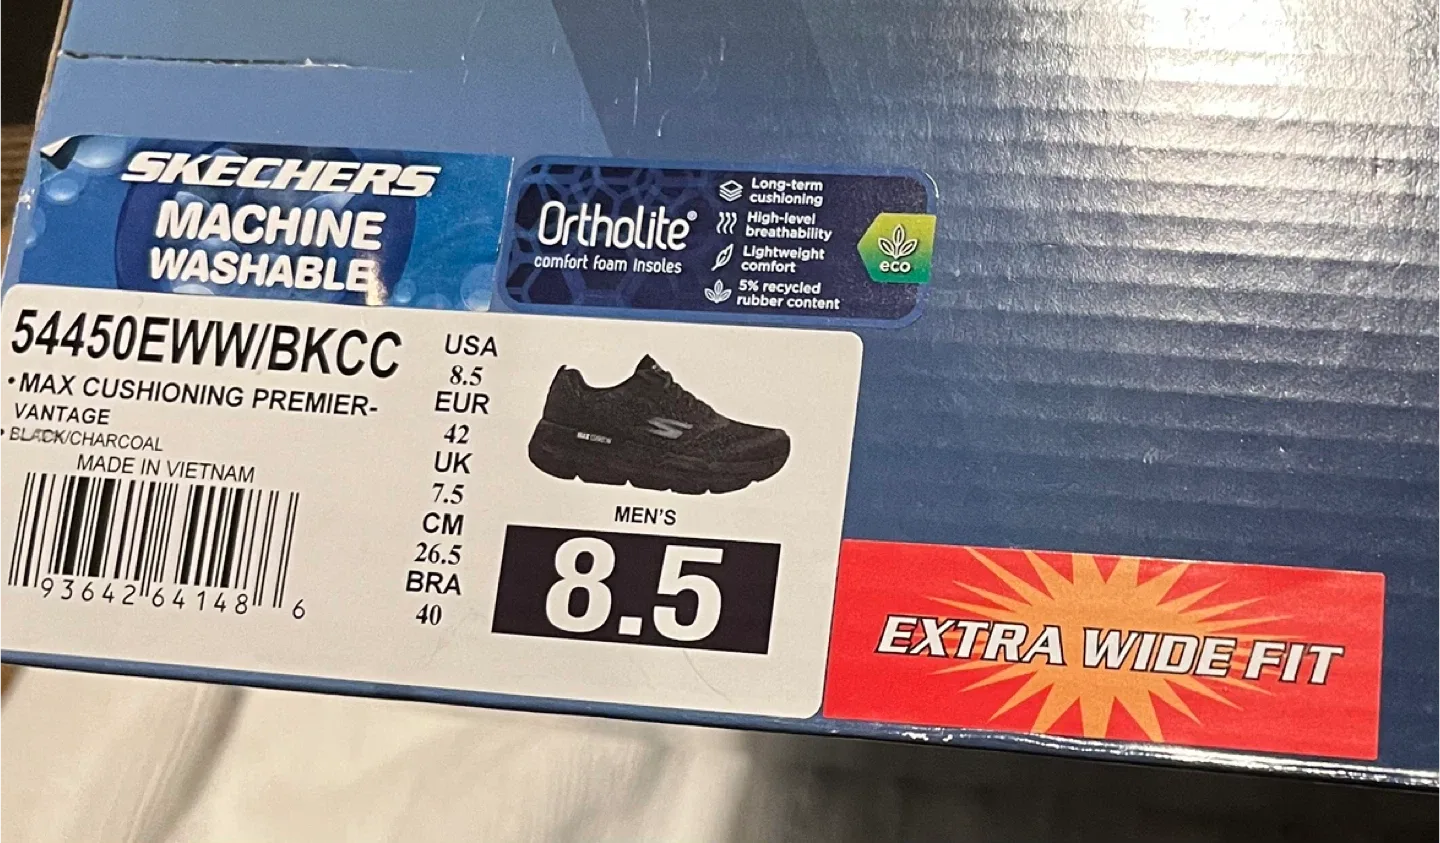 SKECHERS
MACHINE
WASHABLE
Ortholite®
comfort foam insoles
Long-term
cushioning
High-level
breathability
Lightweight
comfort
5% recycled
rubber content
eco
54450EWW/BKCC
•MAX CUSHIONING PREMIER-
VANTAGE
•BLACK/CHARCOAL
MADE IN VIETNAM
93642 64148 6
USA
8.5
EUR
42
UK
7.5
CM
26.5
BRA
40
MEN'S
8.5
EXTRA WIDE FIT